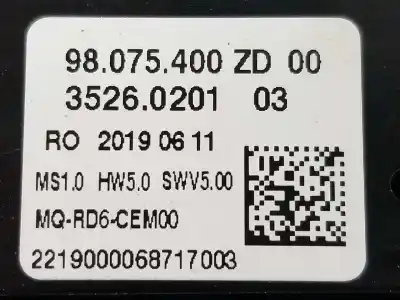 98.075.400 ZD 00
3526.0201 03
RO 2019 06 11
MS1.0 HW5.0 SWV5.00
MQ-RD6-CEM00
2219000068717003